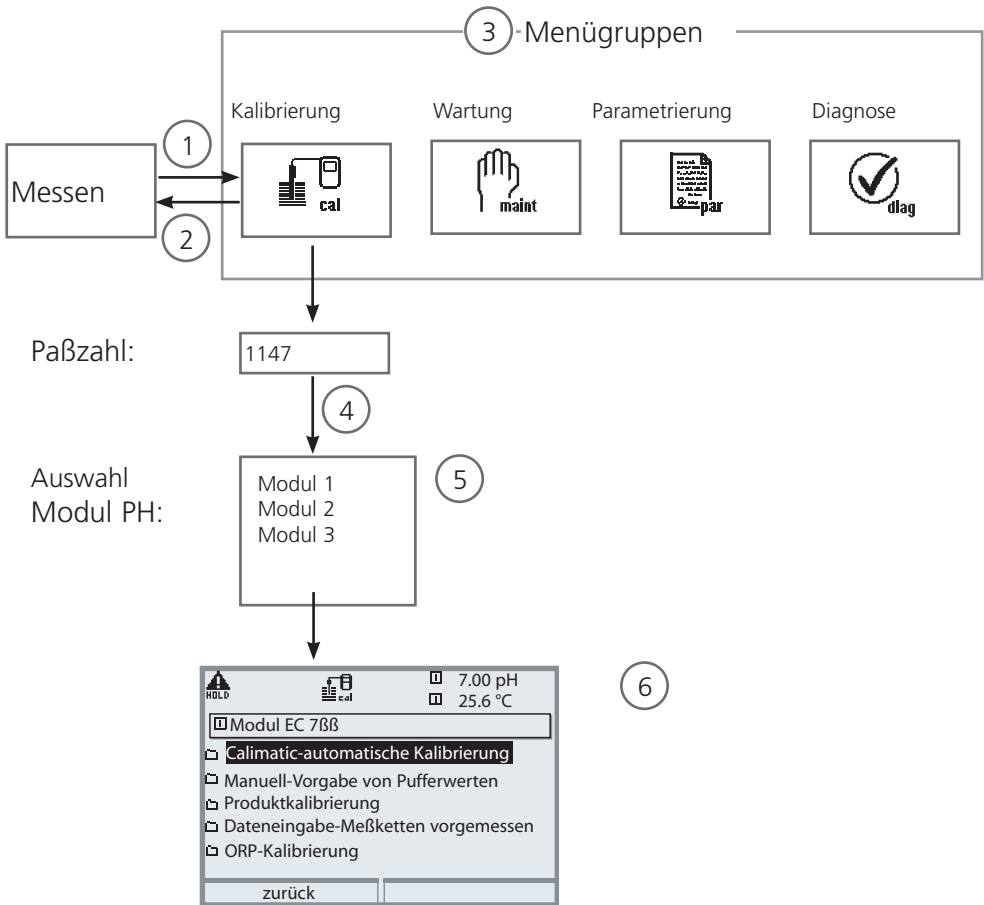 3 Menügruppen
Kalibrierung Wartung Parametrierung Diagnose
1
Messen
cal maint par diag
2
Paßzahl: 1147
4
Auswahl
Modul PH:
Modul 1
Modul 2
Modul 3
5
HOLD cal 7.00 pH
25.6 °C
6
Modul EC 7ßß
Calimatic-automatische Kalibrierung
Manuell-Vorgabe von Pufferwerten
Produktkalibrierung
Dateneingabe-Meßketten vorgemessen
ORP-Kalibrierung
zurück